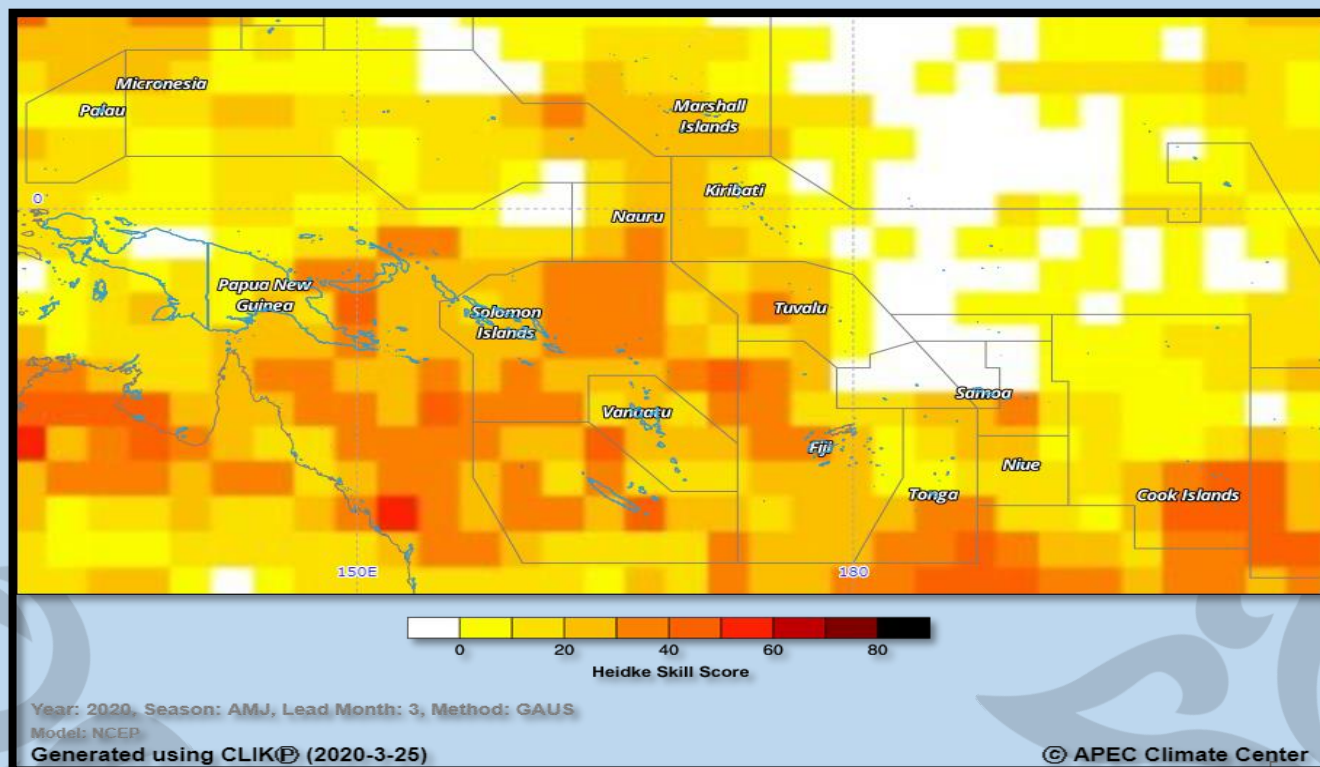 Micronesia
Palau
Marshall
Islands
Kiribati
0
Nauru
Papua New
Guinea
Solomon
Islands
Tuvalu
Samoa
Vanuatu
Fiji
Niue
Tonga
Cook Islands
150E
180
0 20 40 60 80
Heidke Skill Score
Year: 2020, Season: AMJ, Lead Month: 3, Method: GAUS
Model: NCEP
Generated using CLIKⓅ (2020-3-25)
© APEC Climate Center